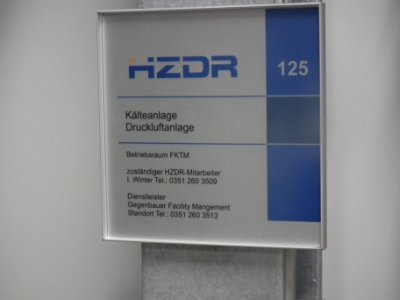 HZDR
125
Kälteanlage
Druckluftanlage
Betriebsraum FKTM
zuständiger HZDR-Mitarbeiter
I. Winter Tel.: 0351 260 3509
Dienstleister
Gegenbauer Facility Mangement
Standort Tel.: 0351 260 3513